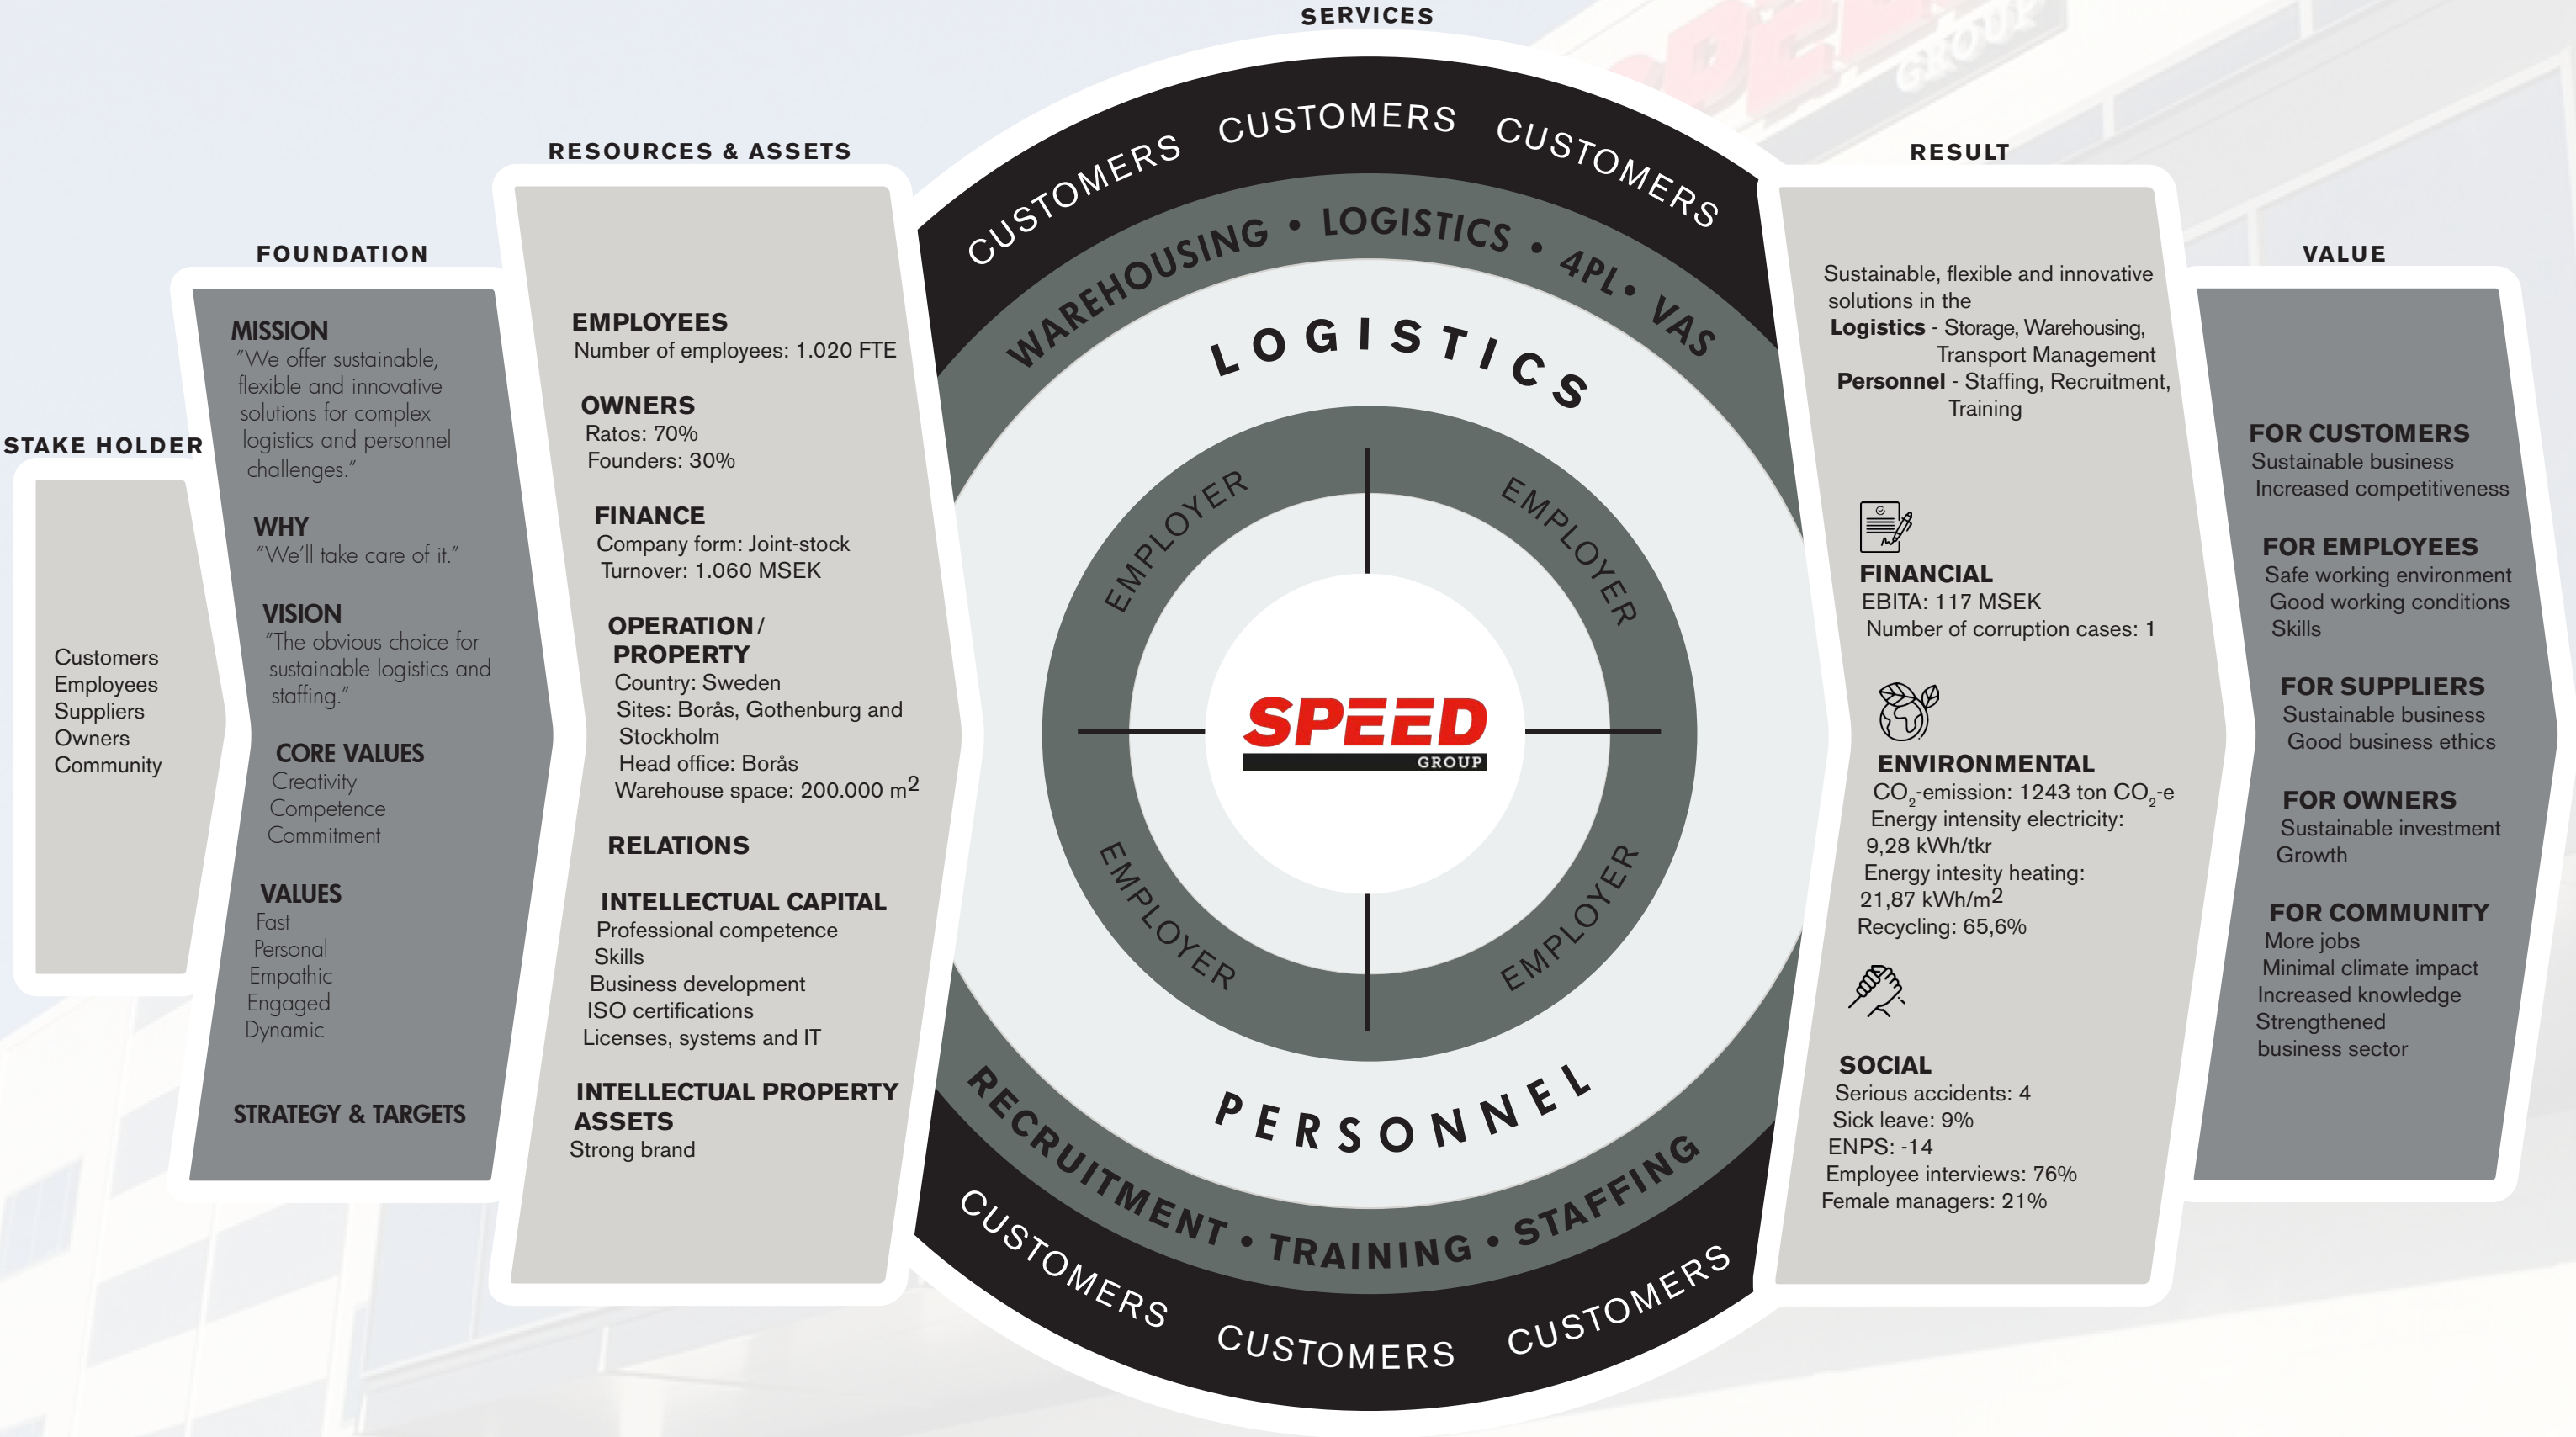 SERVICES
STAKE HOLDER
Customers
Employees
Suppliers
Owners
Community
FOUNDATION
MISSION
"We offer sustainable,
flexible and innovative
solutions for complex
logistics and personnel
challenges."
WHY
"We'll take care of it."
VISION
"The obvious choice for
sustainable logistics and
staffing."
CORE VALUES
Creativity
Competence
Commitment
VALUES
Fast
Personal
Empathic
Engaged
Dynamic
STRATEGY & TARGETS
RESOURCES & ASSETS
EMPLOYEES
Number of employees: 1.020 FTE
OWNERS
Ratos: 70%
Founders: 30%
FINANCE
Company form: Joint-stock
Turnover: 1.060 MSEK
OPERATION/
PROPERTY
Country: Sweden
Sites: Borås, Gothenburg and
Stockholm
Head office: Borås
Warehouse space: 200.000 m²
RELATIONS
INTELLECTUAL CAPITAL
Professional competence
Skills
Business development
ISO certifications
Licenses, systems and IT
INTELLECTUAL PROPERTY
ASSETS
Strong brand
CUSTOMERS CUSTOMERS CUSTOMERS
WAREHOUSING • LOGISTICS • 4PL • VAS
LOGISTICS
EMPLOYER EMPLOYER
SPEED
GROUP
EMPLOYER EMPLOYER
PERSONNEL
RECRUITMENT • TRAINING • STAFFING
CUSTOMERS CUSTOMERS CUSTOMERS
RESULT
Sustainable, flexible and innovative
solutions in the
Logistics - Storage, Warehousing,
Transport Management
Personnel - Staffing, Recruitment,
Training
FINANCIAL
EBITA: 117 MSEK
Number of corruption cases: 1
ENVIRONMENTAL
CO₂-emission: 1243 ton CO₂-e
Energy intensity electricity:
9,28 kWh/tkr
Energy intesity heating:
21,87 kWh/m²
Recycling: 65,6%
SOCIAL
Serious accidents: 4
Sick leave: 9%
ENPS: -14
Employee interviews: 76%
Female managers: 21%
VALUE
FOR CUSTOMERS
Sustainable business
Increased competitiveness
FOR EMPLOYEES
Safe working environment
Good working conditions
Skills
FOR SUPPLIERS
Sustainable business
Good business ethics
FOR OWNERS
Sustainable investment
Growth
FOR COMMUNITY
More jobs
Minimal climate impact
Increased knowledge
Strengthened
business sector
GROUP